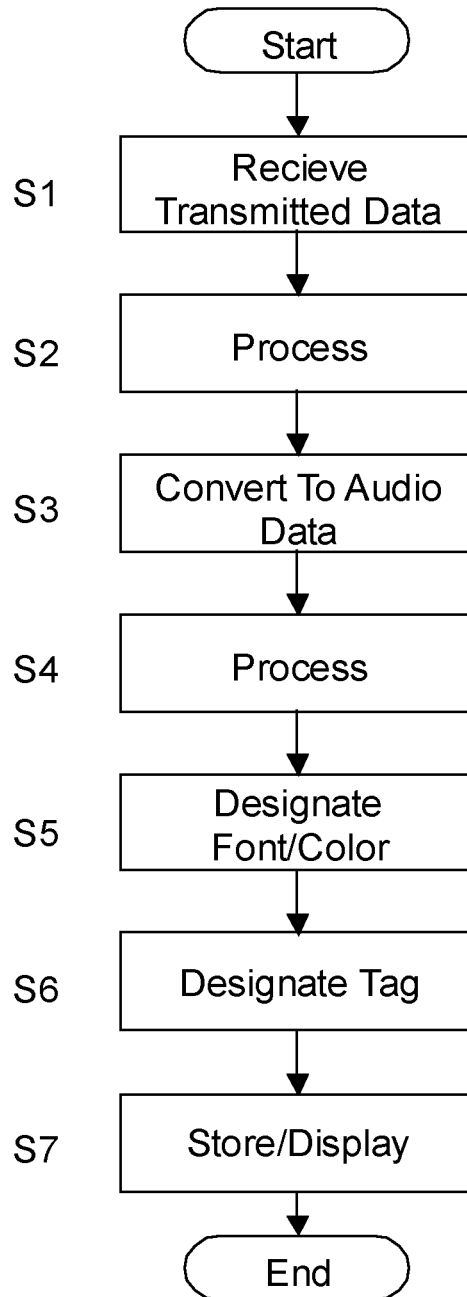 Start
S1
Recieve
Transmitted Data
S2
Process
S3
Convert To Audio
Data
S4
Process
S5
Designate
Font/Color
S6
Designate Tag
S7
Store/Display
End